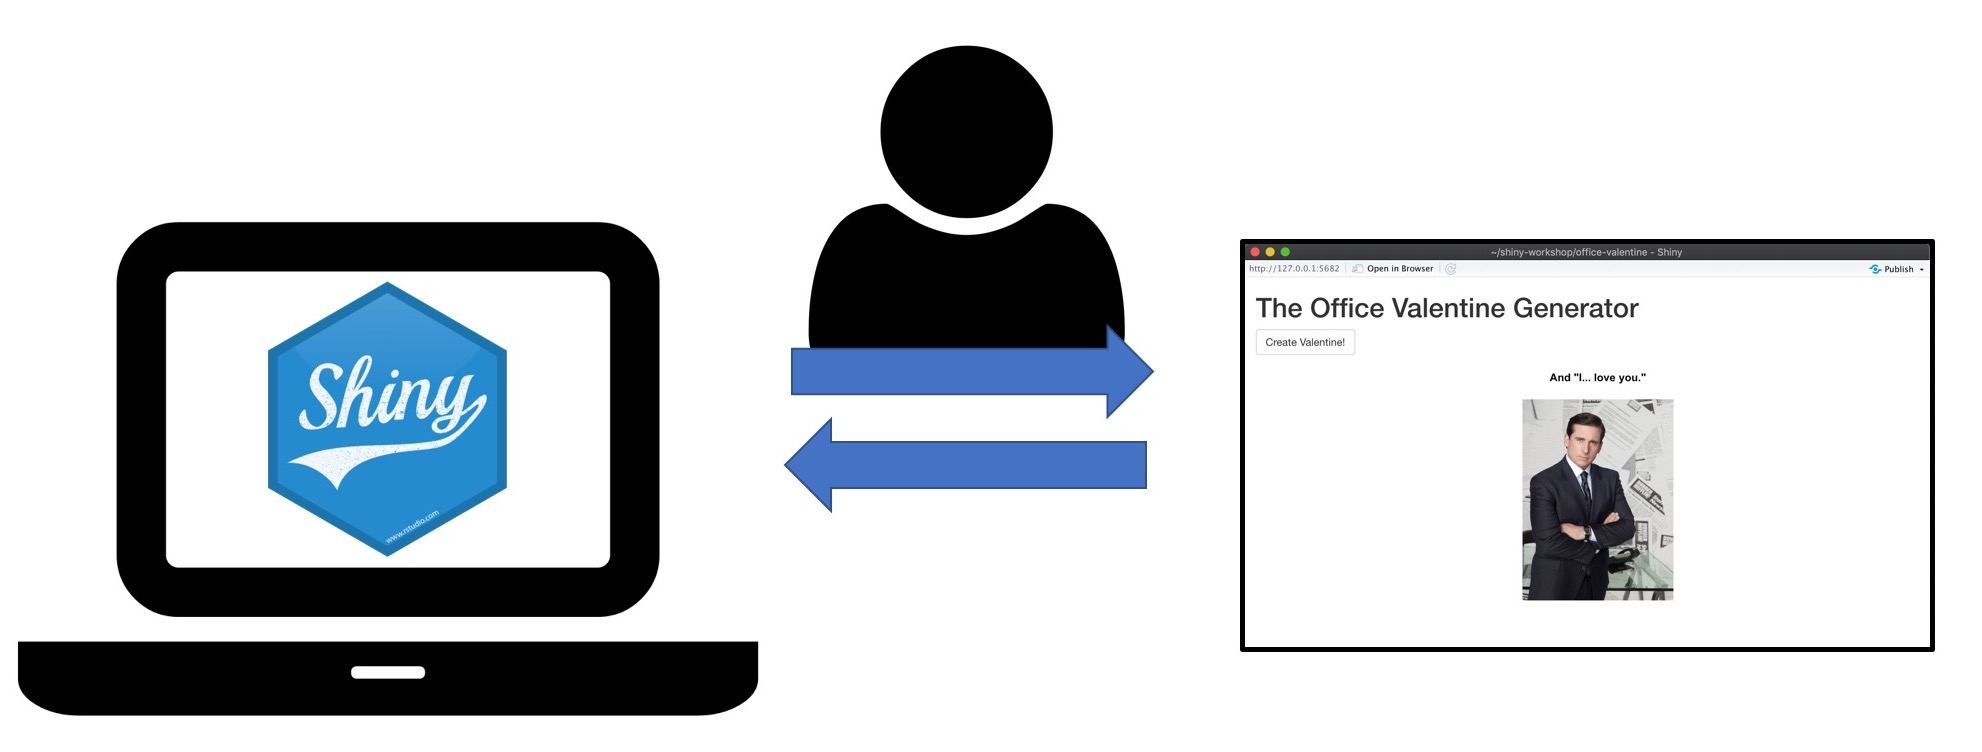 Shiny
www.rstudio.com
~/shiny-workshop/office-valentine - Shiny
http://127.0.0.1:5682 Open in Browser Publish
The Office Valentine Generator
Create Valentine!
And "I... love you."